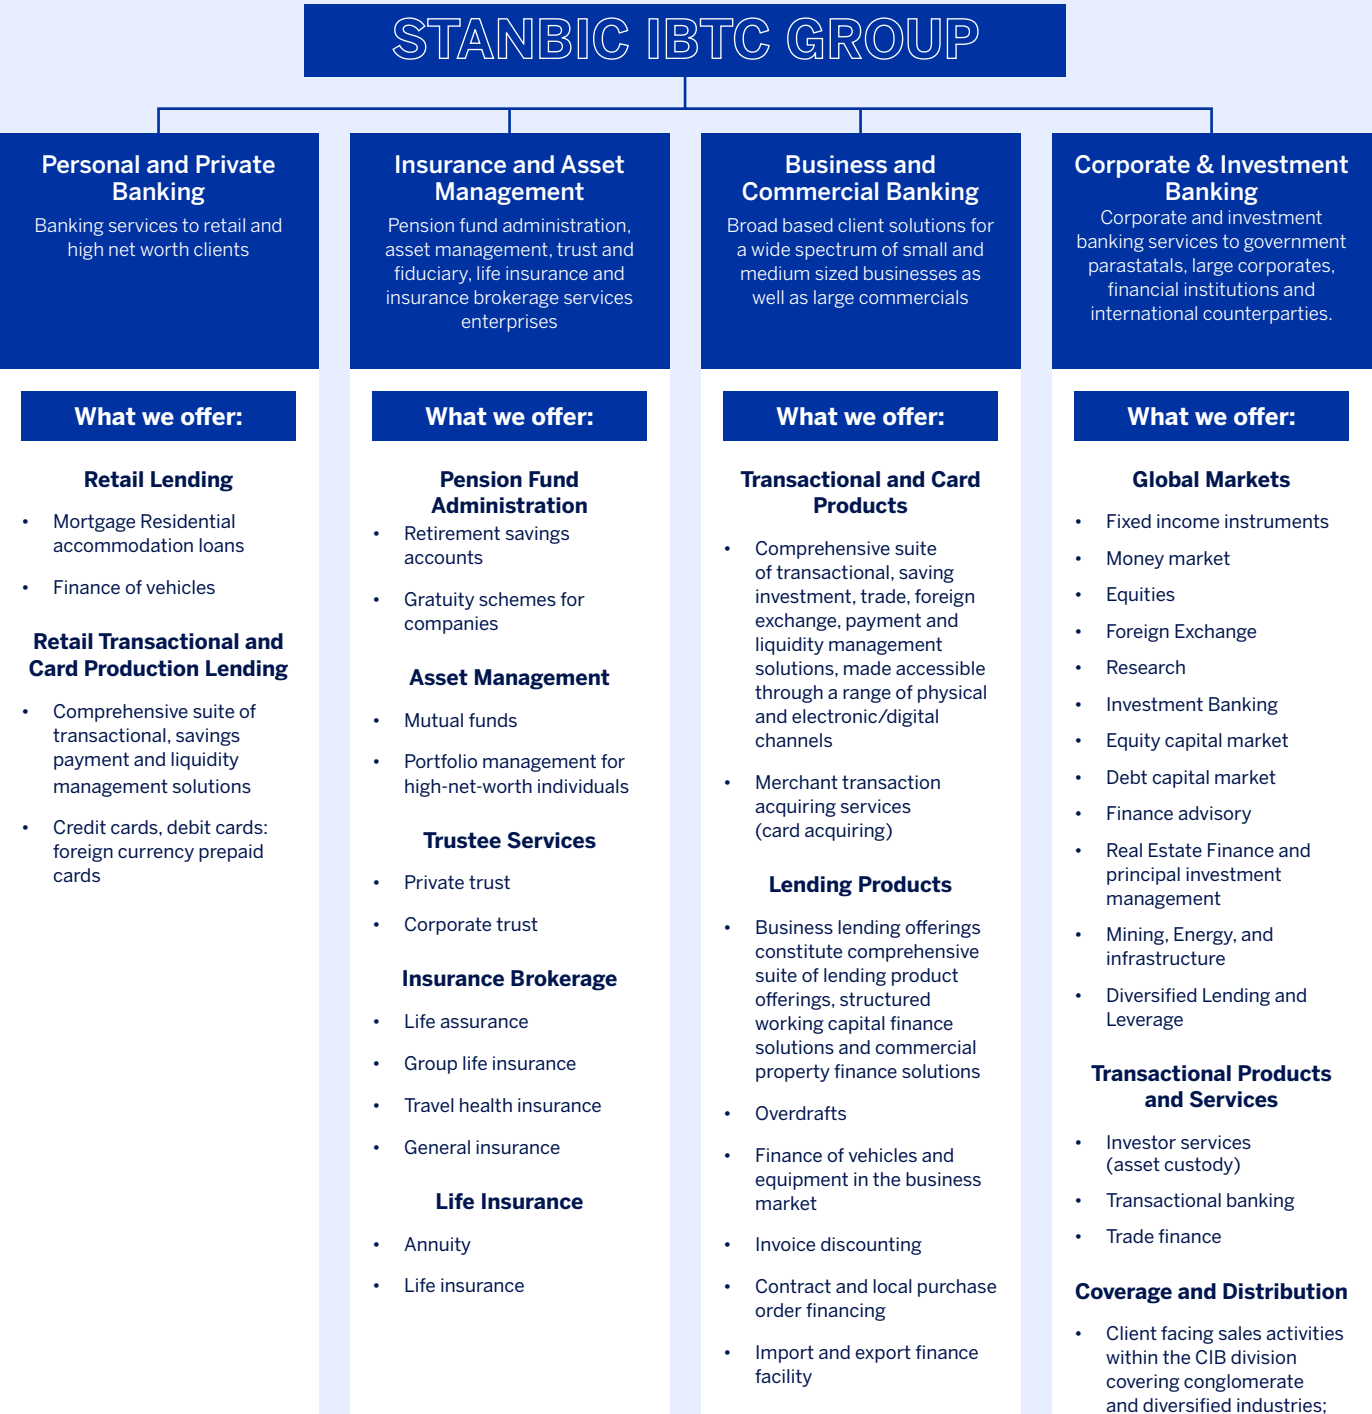 STANBIC IBTC GROUP
Personal and Private
Banking
Banking services to retail and
high net worth clients
What we offer:
Retail Lending
• Mortgage Residential
accommodation loans
• Finance of vehicles
Retail Transactional and
Card Production Lending
• Comprehensive suite of
transactional, savings
payment and liquidity
management solutions
• Credit cards, debit cards:
foreign currency prepaid
cards
Insurance and Asset
Management
Pension fund administration,
asset management, trust and
fiduciary, life insurance and
insurance brokerage services
enterprises
What we offer:
Pension Fund
Administration
• Retirement savings
accounts
• Gratuity schemes for
companies
Asset Management
• Mutual funds
• Portfolio management for
high-net-worth individuals
Trustee Services
• Private trust
• Corporate trust
Insurance Brokerage
• Life assurance
• Group life insurance
• Travel health insurance
• General insurance
Life Insurance
• Annuity
• Life insurance
Business and
Commercial Banking
Broad based client solutions for
a wide spectrum of small and
medium sized businesses as
well as large commercials
What we offer:
Transactional and Card
Products
• Comprehensive suite
of transactional, saving
investment, trade, foreign
exchange, payment and
liquidity management
solutions, made accessible
through a range of physical
and electronic/digital
channels
• Merchant transaction
acquiring services
(card acquiring)
Lending Products
• Business lending offerings
constitute comprehensive
suite of lending product
offerings, structured
working capital finance
solutions and commercial
property finance solutions
• Overdrafts
• Finance of vehicles and
equipment in the business
market
• Invoice discounting
• Contract and local purchase
order financing
• Import and export finance
facility
Corporate & Investment
Banking
Corporate and investment
banking services to government
parastatals, large corporates,
financial institutions and
international counterparties.
What we offer:
Global Markets
• Fixed income instruments
• Money market
• Equities
• Foreign Exchange
• Research
• Investment Banking
• Equity capital market
• Debt capital market
• Finance advisory
• Real Estate Finance and
principal investment
management
• Mining, Energy, and
infrastructure
• Diversified Lending and
Leverage
Transactional Products
and Services
• Investor services
(asset custody)
• Transactional banking
• Trade finance
Coverage and Distribution
• Client facing sales activities
within the CIB division
covering conglomerate
and diversified industries;